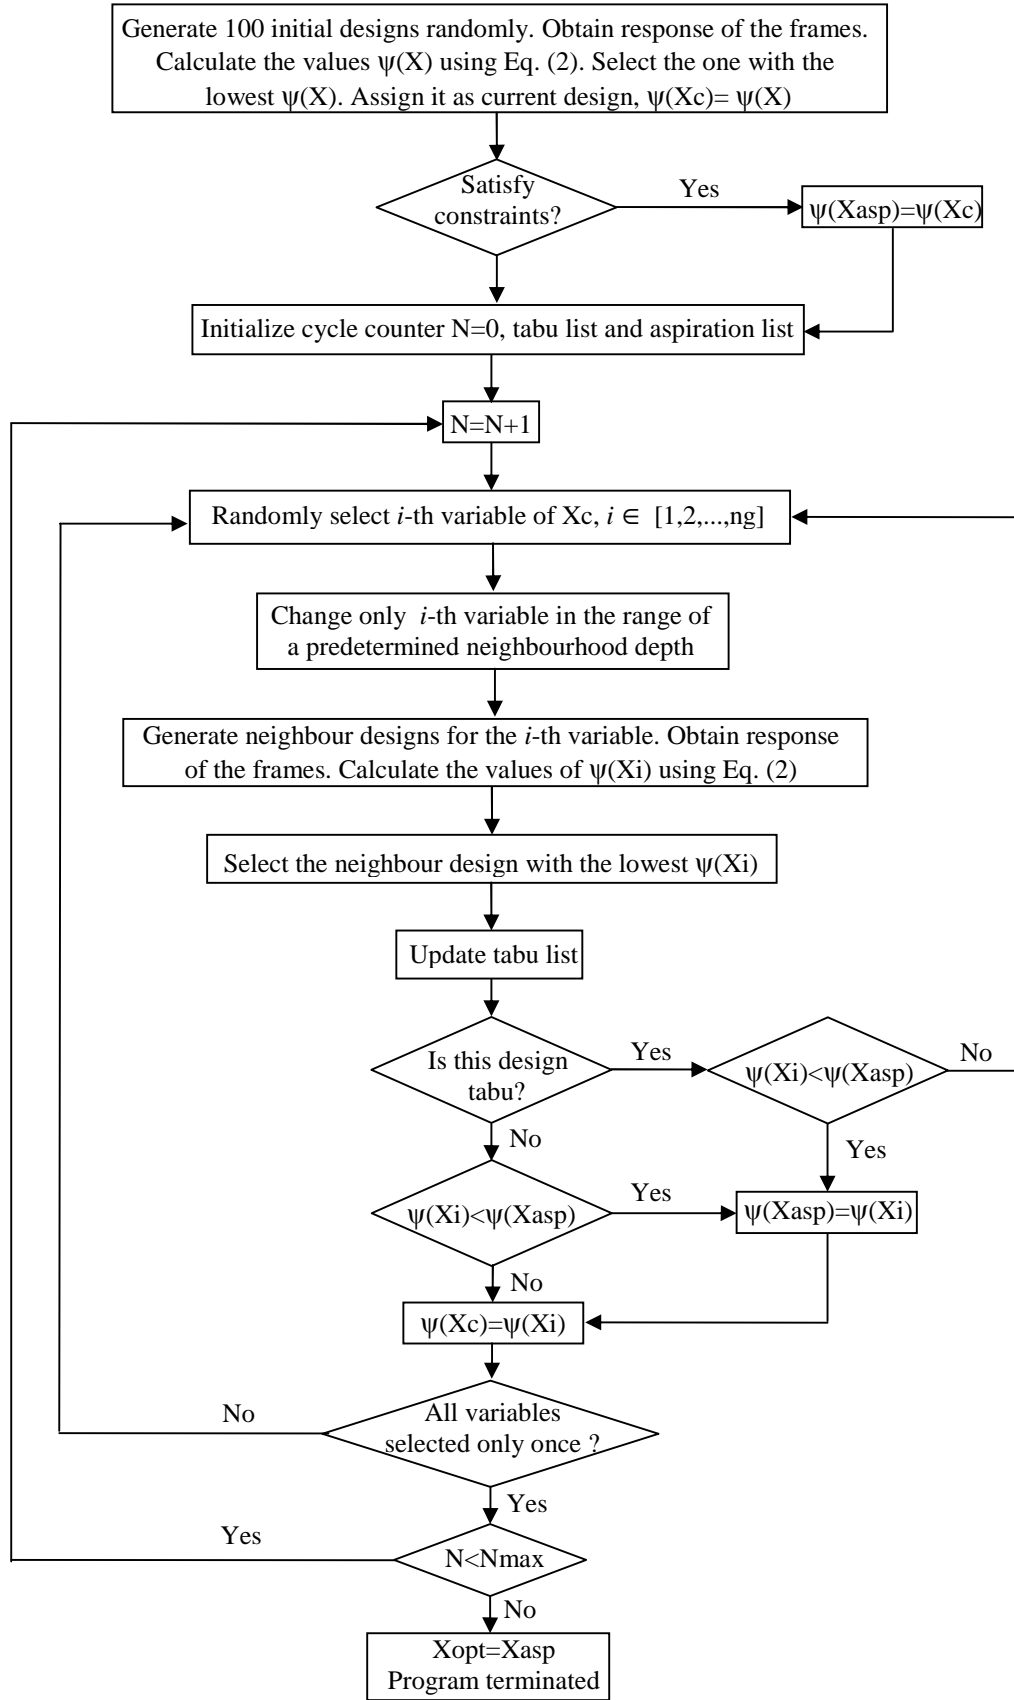 Generate 100 initial designs randomly. Obtain response of the frames.
Calculate the values ψ(X) using Eq. (2). Select the one with the
lowest ψ(X). Assign it as current design, ψ(Xc)= ψ(X)
Satisfy
constraints?
Yes
ψ(Xasp)=ψ(Xc)
Initialize cycle counter N=0, tabu list and aspiration list
N=N+1
Randomly select i-th variable of Xc, i ∈ [1,2,...,ng]
Change only i-th variable in the range of
a predetermined neighbourhood depth
Generate neighbour designs for the i-th variable. Obtain response
of the frames. Calculate the values of ψ(Xi) using Eq. (2)
Select the neighbour design with the lowest ψ(Xi)
Update tabu list
Is this design
tabu?
Yes
ψ(Xi)<ψ(Xasp)
No
No
Yes
ψ(Xi)<ψ(Xasp)
Yes
ψ(Xasp)=ψ(Xi)
No
ψ(Xc)=ψ(Xi)
All variables
selected only once ?
No
Yes
N<Nmax
Yes
No
Xopt=Xasp
Program terminated